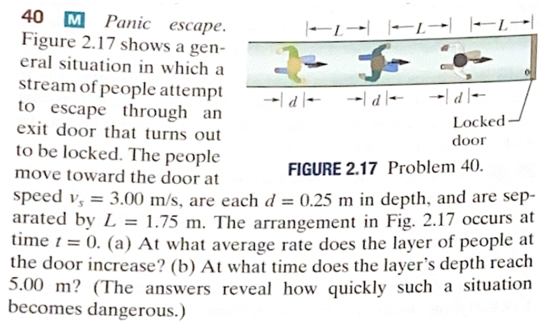 40 M Panic escape.
Figure 2.17 shows a gen-
eral situation in which a
stream of people attempt
to escape through an
exit door that turns out
to be locked. The people
move toward the door at
speed vs = 3.00 m/s, are each d = 0.25 m in depth, and are sep-
arated by L = 1.75 m. The arrangement in Fig. 2.17 occurs at
time t = 0. (a) At what average rate does the layer of people at
the door increase? (b) At what time does the layer's depth reach
5.00 m? (The answers reveal how quickly such a situation
becomes dangerous.)
L L L
d d d
Locked
door
FIGURE 2.17 Problem 40.